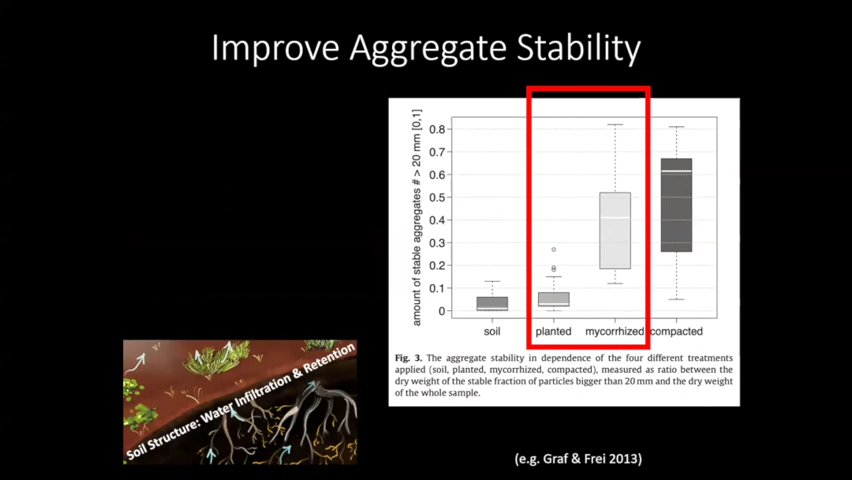 Improve Aggregate Stability
amount of stable aggregates # > 20 mm [0,1]
0.8
0.7
0.6
0.5
0.4
0.3
0.2
0.1
0
soil planted mycorrhized compacted
Fig. 3. The aggregate stability in dependence of the four different treatments
applied (soil, planted, mycorrhized, compacted), measured as ratio between the
dry weight of the stable fraction of particles bigger than 20 mm and the dry weight
of the whole sample.
Soil Structure: Water Infiltration & Retention
(e.g. Graf & Frei 2013)